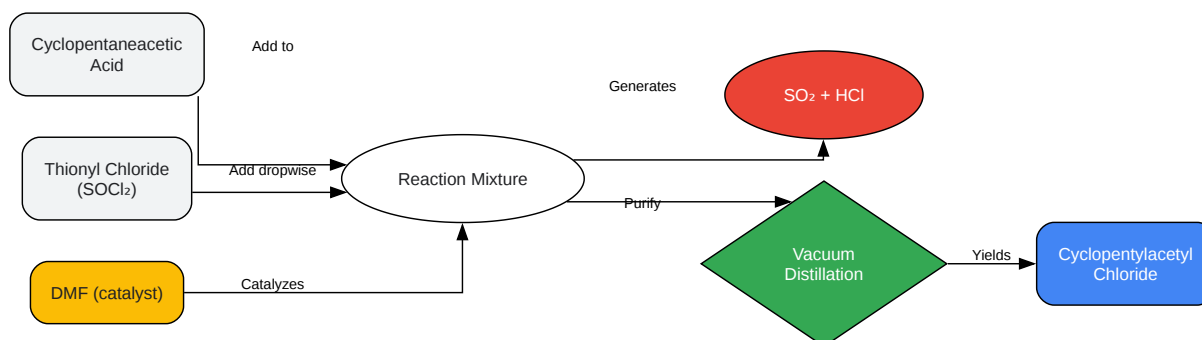 Cyclopentaneacetic
Acid
Add to
Generates
SO₂ + HCl
Thionyl Chloride
(SOCl₂)
Add dropwise
Reaction Mixture
Purify
Vacuum
Distillation
Yields
Cyclopentylacetyl
Chloride
DMF (catalyst)
Catalyzes